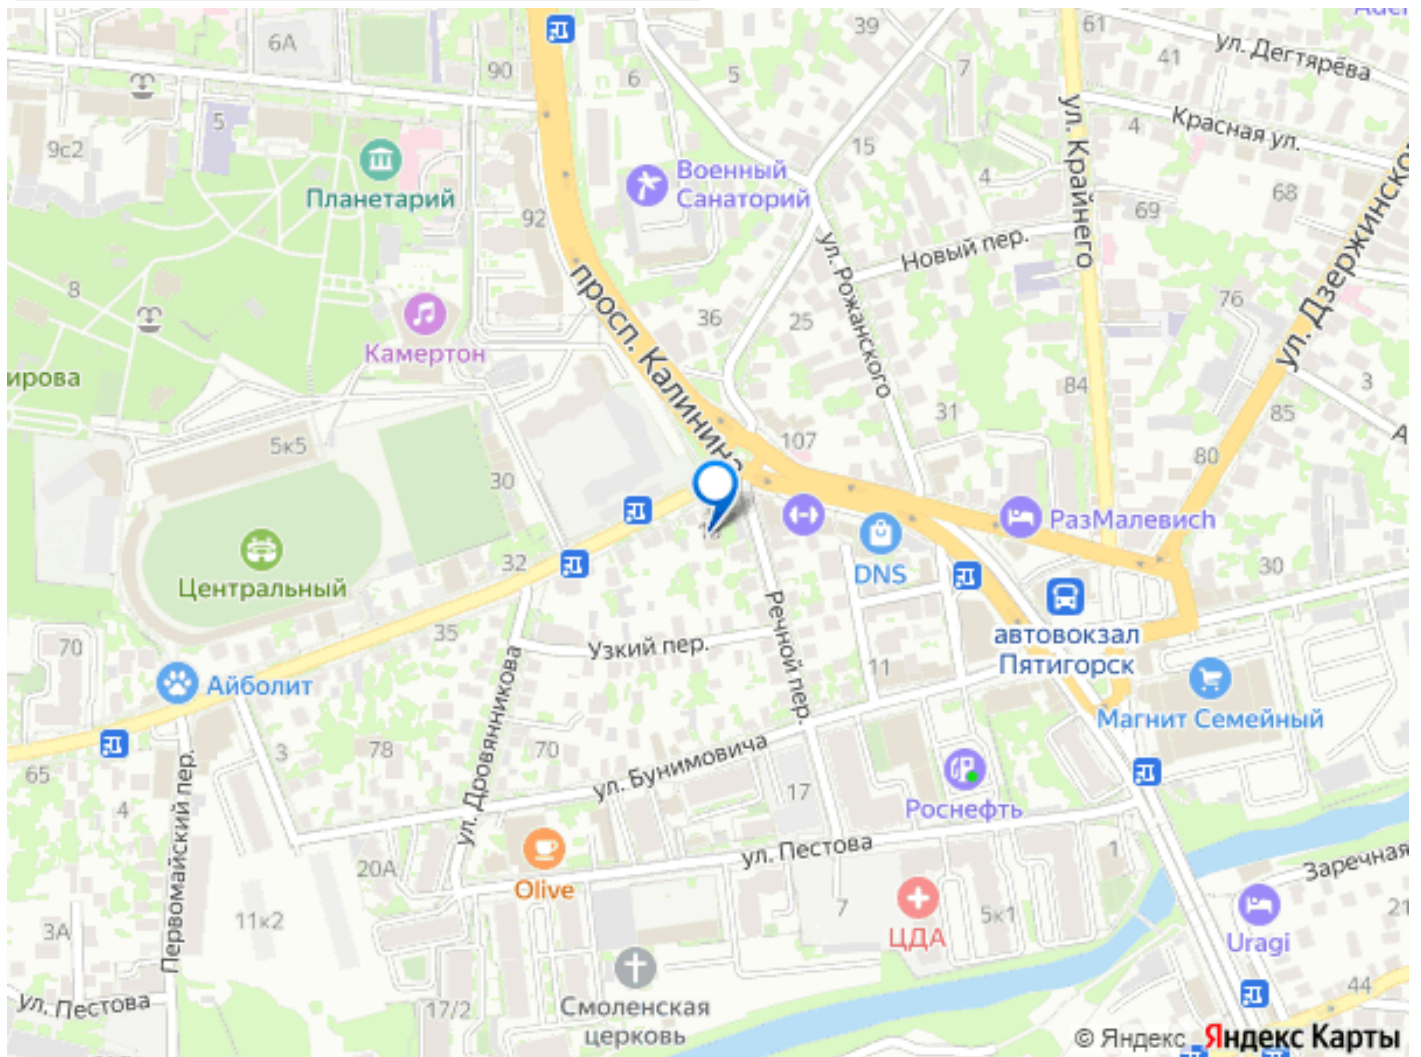 6А
90
6
5
39
7
61
41
ул. Дегтярёва
Красная ул.
4
5
9с2
Планетарий
Военный
Санаторий
15
4
ул. Крайнего
69
68
92
Новый пер.
ул. Рожанского
ул. Дзержинско
8
просп. Калинина
36
25
76
Камертон
ирова
84
3
31
85
5к5
107
80
30
А
РазМалевich
DNS
Центральный
32
30
автовокзал
Пятигорск
35
Узкий пер.
Речной пер.
70
11
Айболит
ул. Дровянникова
Магнит Семейный
3
78
70
65
ул. Бунимовича
17
Роснефть
4
Первомайский пер.
ул. Пестова
1
Заречная
20А
Olive
11к2
7
5к1
21
3А
ЦДА
Uragi
ул. Пестова
17/2
Смоленская
церковь
44
© Яндекс Яндекс Карты